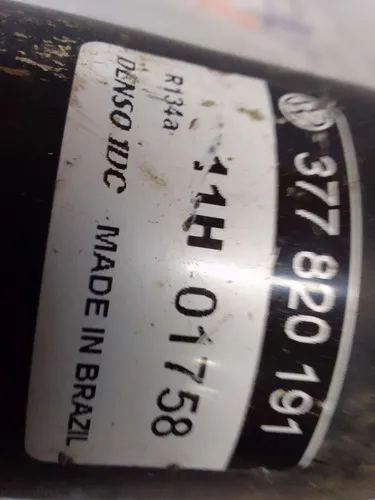 377 820 191
11H 01758
R134a
DENSO IDC MADE IN BRAZIL